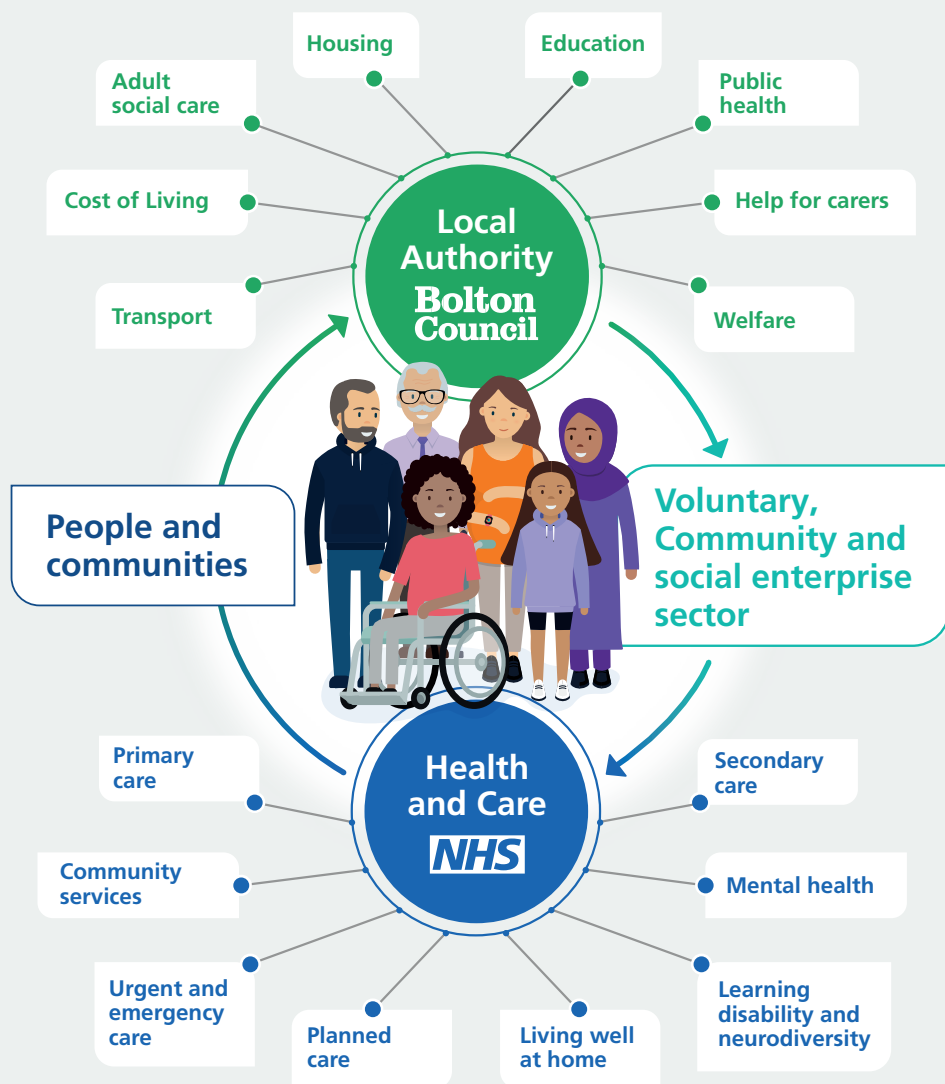 Housing
Education
Adult
social care
Public
health
Cost of Living
Help for carers
Transport
Welfare
Local
Authority
Bolton
Council
People and
communities
Voluntary,
Community and
social enterprise
sector
Health
and Care
NHS
Primary
care
Secondary
care
Community
services
Mental health
Urgent and
emergency
care
Planned
care
Living well
at home
Learning
disability and
neurodiversity